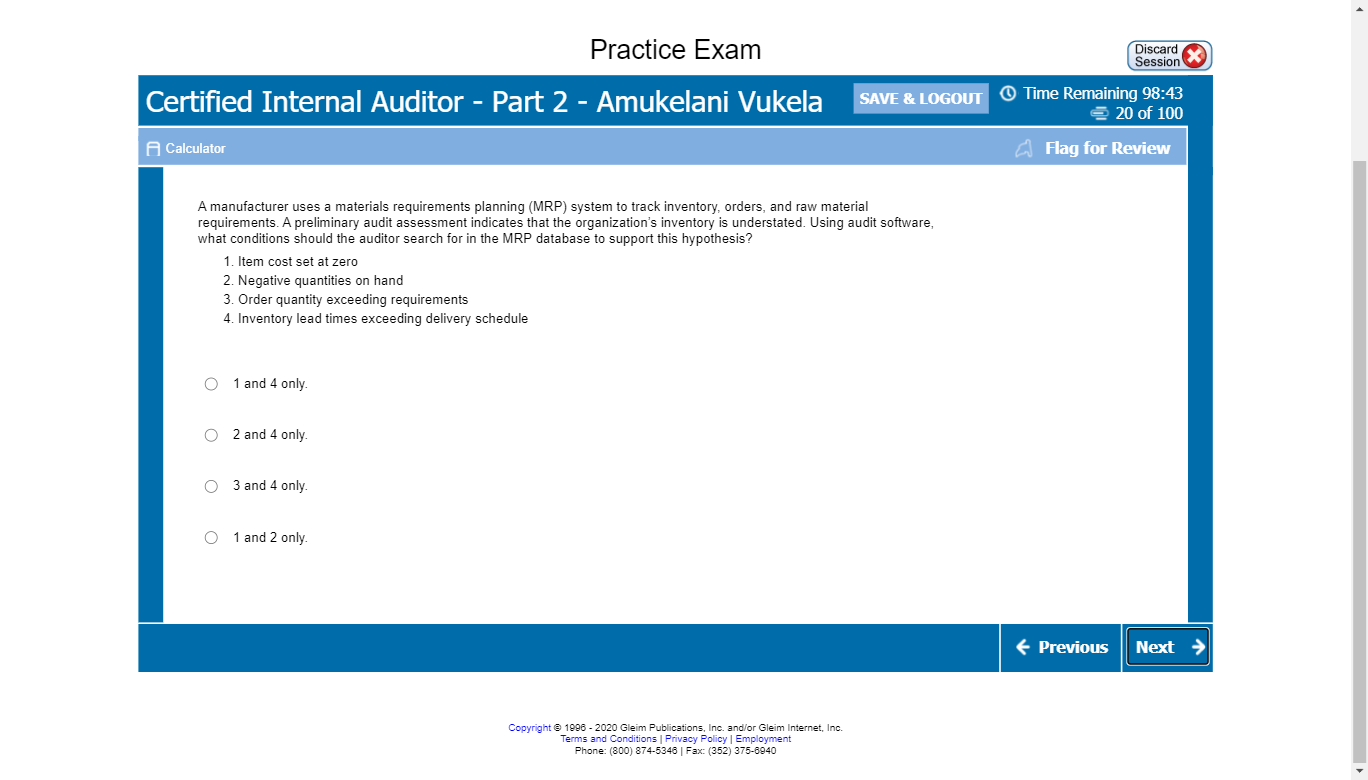 Practice Exam
Discard
Session
Certified Internal Auditor - Part 2 - Amukelani Vukela
SAVE & LOGOUT
Time Remaining 98:43
20 of 100
Calculator
Flag for Review
A manufacturer uses a materials requirements planning (MRP) system to track inventory, orders, and raw material
requirements. A preliminary audit assessment indicates that the organization's inventory is understated. Using audit software,
what conditions should the auditor search for in the MRP database to support this hypothesis?
1. Item cost set at zero
2. Negative quantities on hand
3. Order quantity exceeding requirements
4. Inventory lead times exceeding delivery schedule
1 and 4 only.
2 and 4 only.
3 and 4 only.
1 and 2 only.
Previous
Next
Copyright © 1996 - 2020 Gleim Publications, Inc. and/or Gleim Internet, Inc.
Terms and Conditions | Privacy Policy | Employment
Phone: (800) 874-5346 | Fax: (352) 375-6940